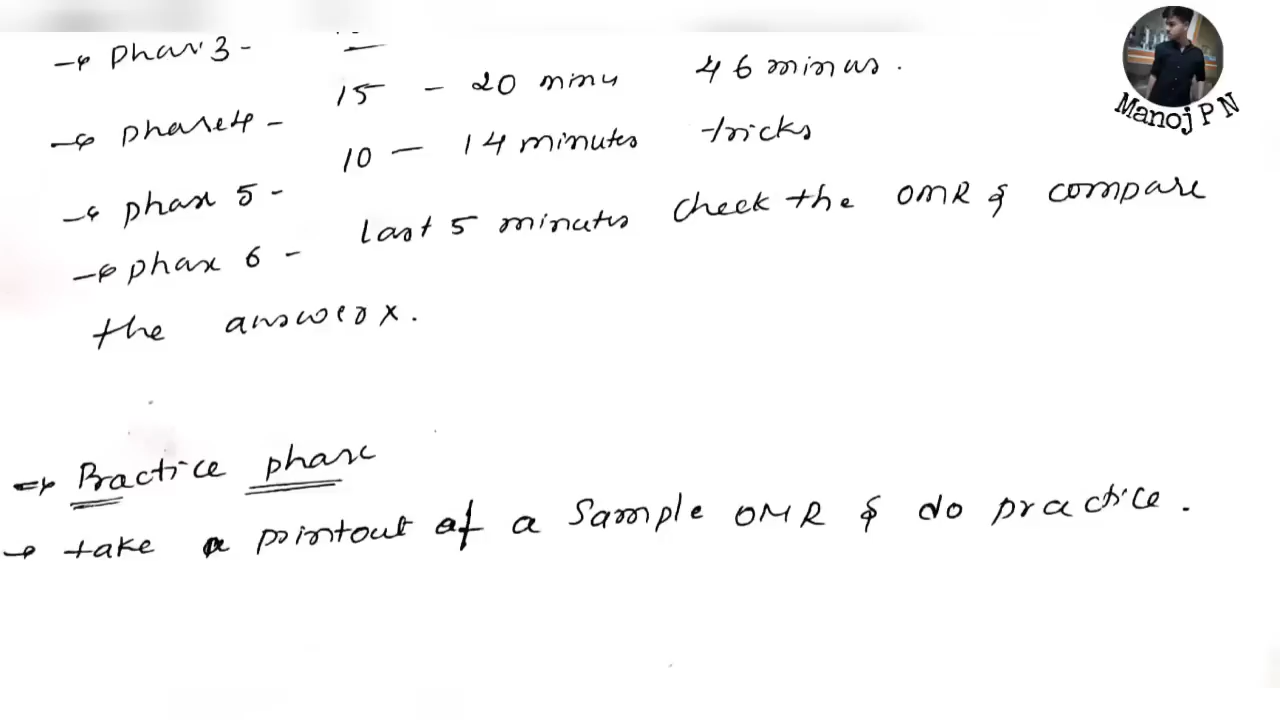 → phase 3 -
→ phase 4 - 15 - 20 minu 46 minus.
→ phase 5 - 10 - 14 minutes tricks
→ phase 6 - last 5 minutes check the OMR & compare
the answers.
⇒ Practice phase
→ take a printout of a sample OMR & do practice.
Manoj P N